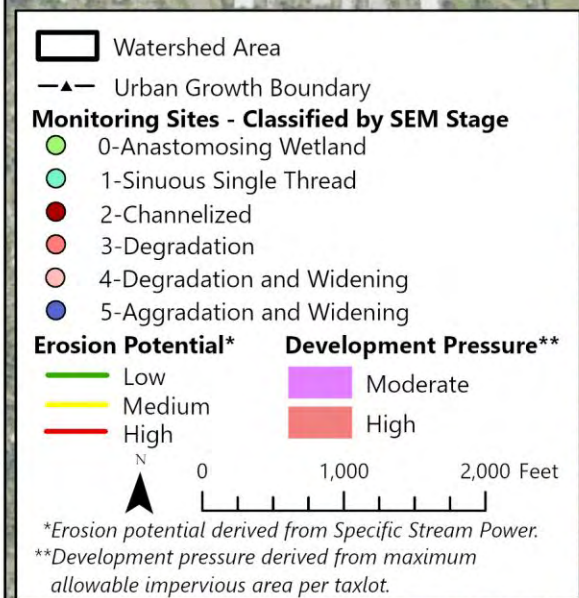 Watershed Area
Urban Growth Boundary
Monitoring Sites - Classified by SEM Stage
0-Anastomosing Wetland
1-Sinuous Single Thread
2-Channelized
3-Degradation
4-Degradation and Widening
5-Aggradation and Widening
Erosion Potential* Development Pressure**
Low
Moderate
Medium
High
High
N
0 1,000 2,000 Feet
*Erosion potential derived from Specific Stream Power.
**Development pressure derived from maximum
allowable impervious area per taxlot.